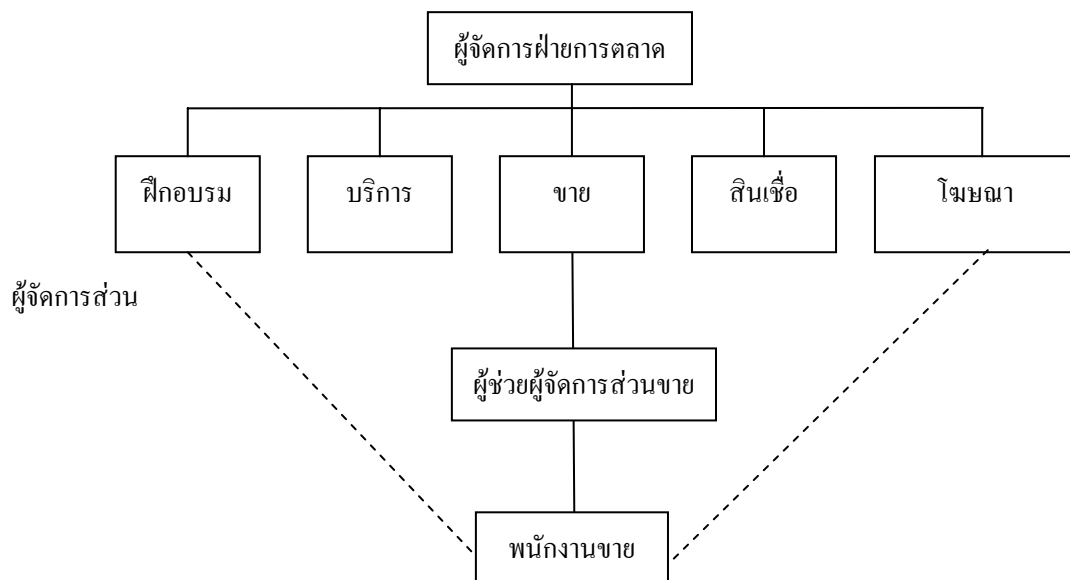 ผู้จัดการฝ่ายการตลาด
ฝึกอบรม บริการ ขาย สินเชื่อ โฆษณา
ผู้จัดการส่วน
ผู้ช่วยผู้จัดการส่วนขาย
พนักงานขาย